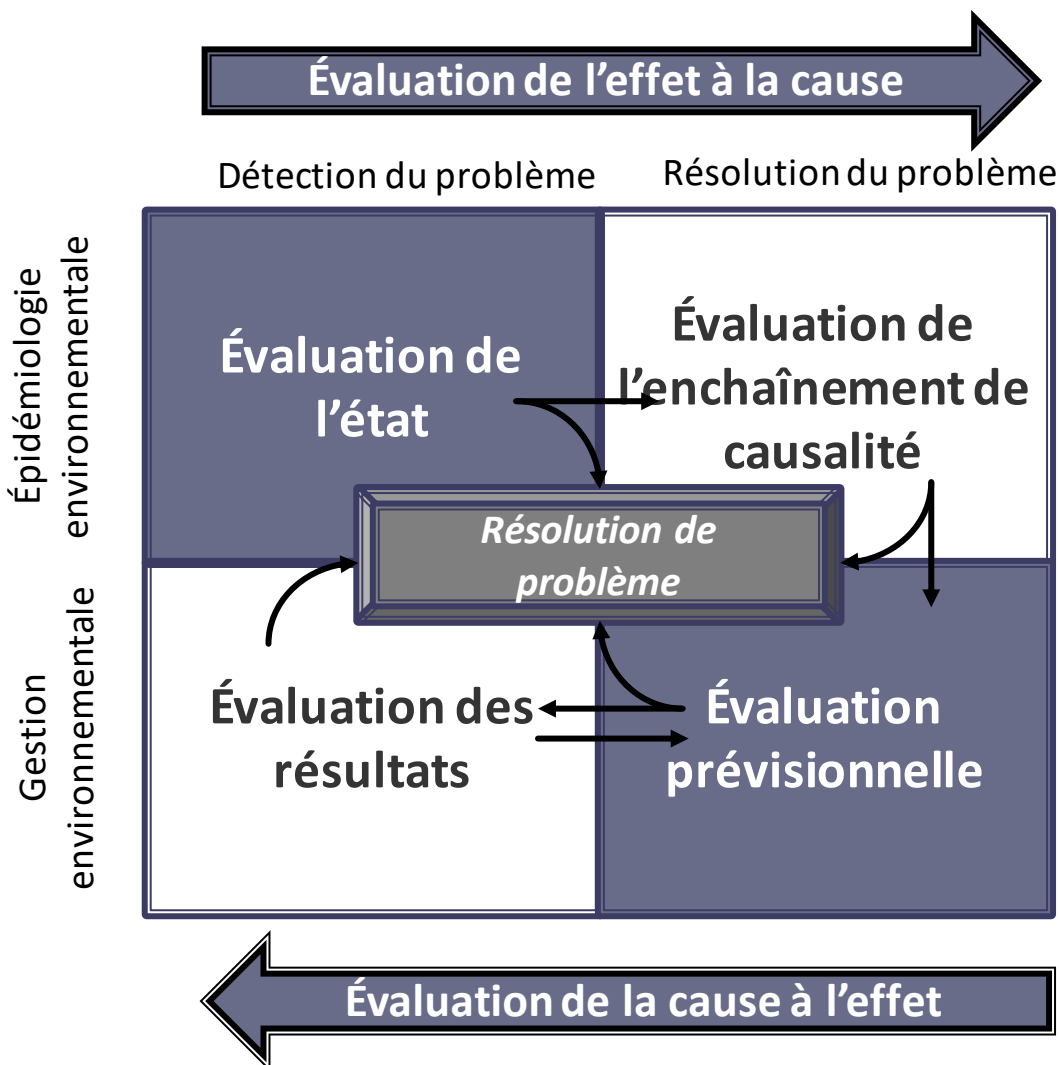 Évaluation de l'effet à la cause
Détection du problème
Résolution du problème
Épidémiologie
environnementale
Évaluation de
l'état
Évaluation de
l'enchaînement de
causalité
Résolution de
problème
Gestion
environnementale
Évaluation des
résultats
Évaluation
prévisionnelle
Évaluation de la cause à l'effet